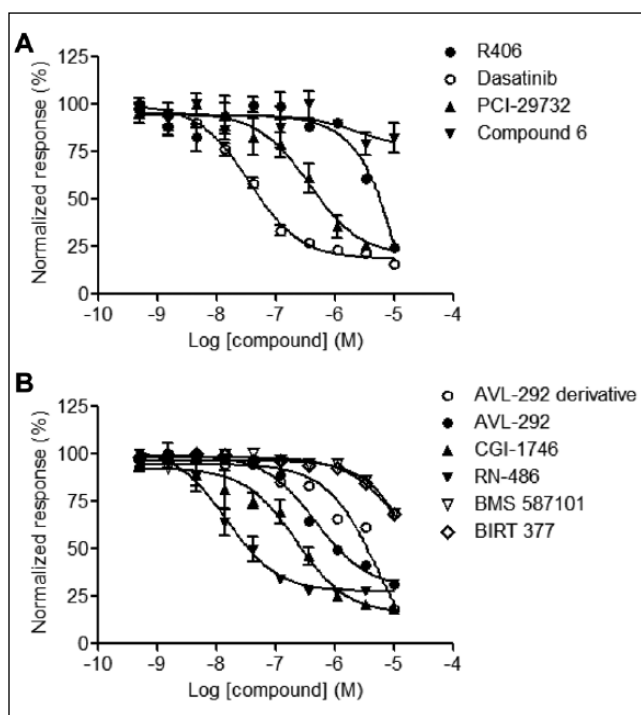 A
Normalized response (%)
125
100
75
50
25
0
-10 -9 -8 -7 -6 -5 -4
Log [compound] (M)
R406
Dasatinib
PCI-29732
Compound 6
B
Normalized response (%)
125
100
75
50
25
0
-10 -9 -8 -7 -6 -5 -4
Log [compound] (M)
AVL-292 derivative
AVL-292
CGI-1746
RN-486
BMS 587101
BIRT 377